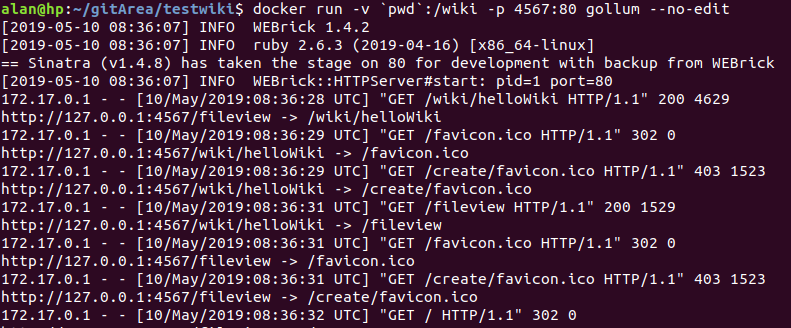 alan@hp:~/gitArea/testwiki$ docker run -v `pwd`:/wiki -p 4567:80 gollum --no-edit
[2019-05-10 08:36:07] INFO  WEBrick 1.4.2
[2019-05-10 08:36:07] INFO  ruby 2.6.3 (2019-04-16) [x86_64-linux]
== Sinatra (v1.4.8) has taken the stage on 80 for development with backup from WEBrick
[2019-05-10 08:36:07] INFO  WEBrick::HTTPServer#start: pid=1 port=80
172.17.0.1 - - [10/May/2019:08:36:28 UTC] "GET /wiki/helloWiki HTTP/1.1" 200 4629
http://127.0.0.1:4567/fileview -> /wiki/helloWiki
172.17.0.1 - - [10/May/2019:08:36:29 UTC] "GET /favicon.ico HTTP/1.1" 302 0
http://127.0.0.1:4567/wiki/helloWiki -> /favicon.ico
172.17.0.1 - - [10/May/2019:08:36:29 UTC] "GET /create/favicon.ico HTTP/1.1" 403 1523
http://127.0.0.1:4567/wiki/helloWiki -> /create/favicon.ico
172.17.0.1 - - [10/May/2019:08:36:31 UTC] "GET /fileview HTTP/1.1" 200 1529
http://127.0.0.1:4567/wiki/helloWiki -> /fileview
172.17.0.1 - - [10/May/2019:08:36:31 UTC] "GET /favicon.ico HTTP/1.1" 302 0
http://127.0.0.1:4567/fileview -> /favicon.ico
172.17.0.1 - - [10/May/2019:08:36:31 UTC] "GET /create/favicon.ico HTTP/1.1" 403 1523
http://127.0.0.1:4567/fileview -> /create/favicon.ico
172.17.0.1 - - [10/May/2019:08:36:32 UTC] "GET / HTTP/1.1" 302 0